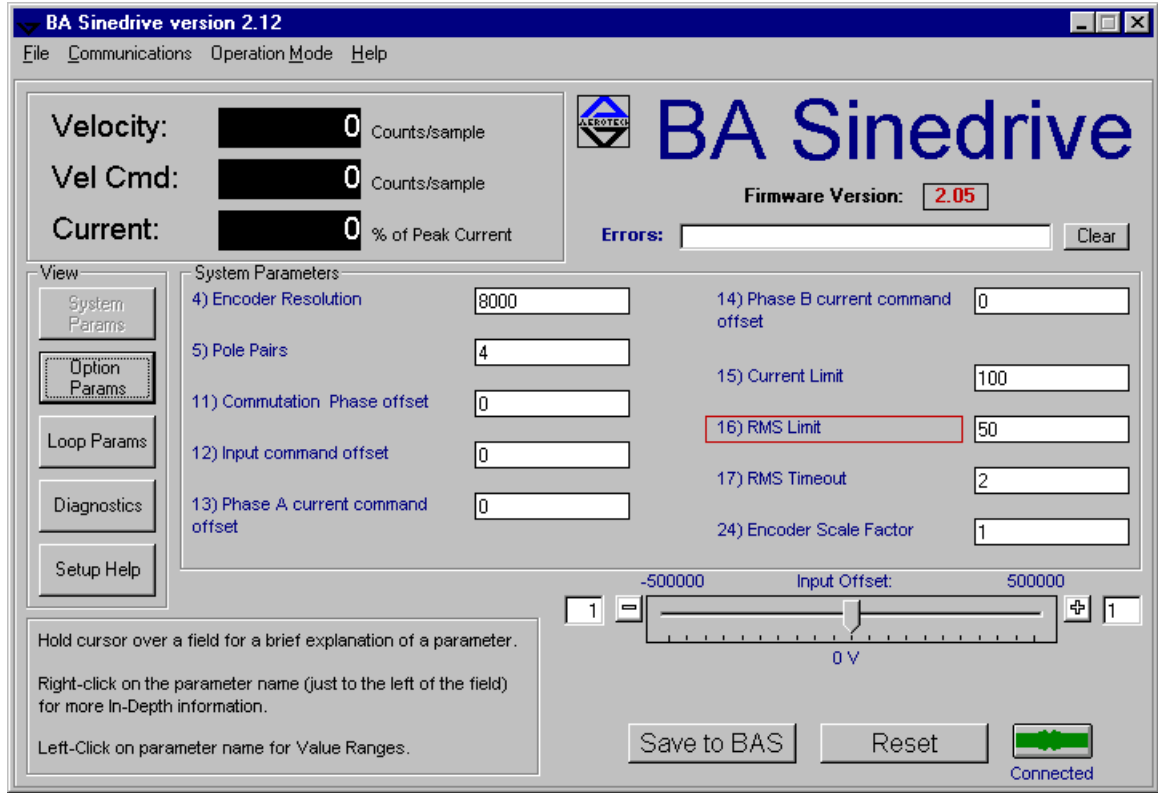 BA Sinedrive version 2.12
File Communications Operation Mode Help
Velocity: 0 Counts/sample
Vel Cmd: 0 Counts/sample
Current: 0 % of Peak Current
AEROTECH
BA Sinedrive
Firmware Version: 2.05
Errors:
Clear
View
System
Params
Option
Params
Loop Params
Diagnostics
Setup Help
System Parameters
4) Encoder Resolution 8000
5) Pole Pairs 4
11) Commutation Phase offset 0
12) Input command offset 0
13) Phase A current command 0
offset
14) Phase B current command 0
offset
15) Current Limit 100
16) RMS Limit 50
17) RMS Timeout 2
24) Encoder Scale Factor 1
-500000 Input Offset: 500000
1 1
0 V
Hold cursor over a field for a brief explanation of a parameter.
Right-click on the parameter name (just to the left of the field)
for more In-Depth information.
Left-Click on parameter name for Value Ranges.
Save to BAS Reset
Connected